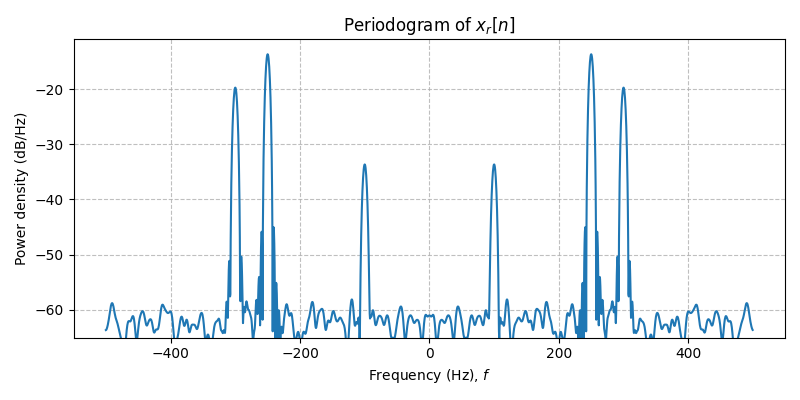 Periodogram of x_r[n]
Power density (dB/Hz)
−20
−30
−40
−50
−60
−400 −200 0 200 400
Frequency (Hz), f